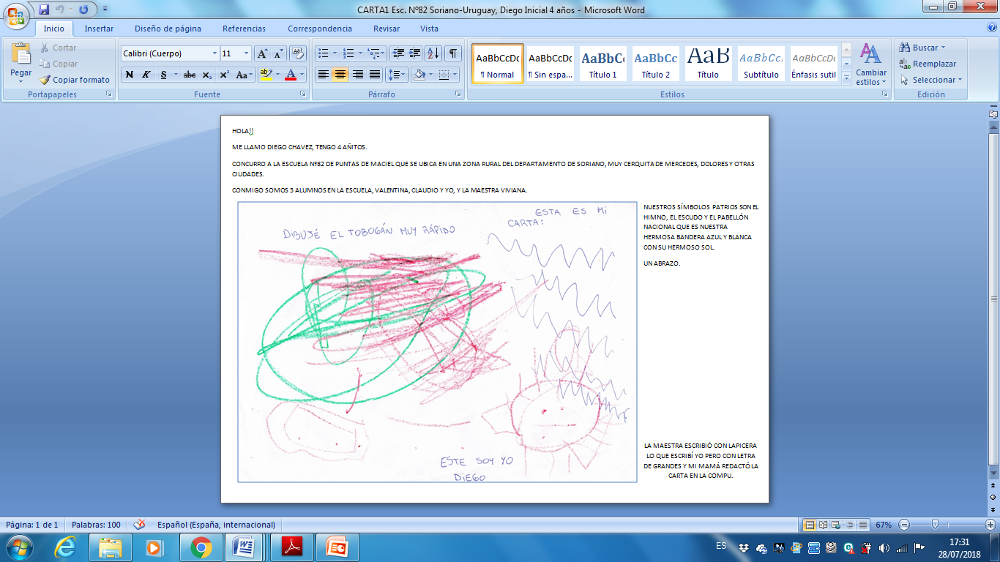 CARTA1 Esc. Nº82 Soriano-Uruguay, Diego Inicial 4 años - Microsoft Word
Inicio Insertar Diseño de página Referencias Correspondencia Revisar Vista
Pegar
Cortar
Copiar
Copiar formato
Portapapeles
Calibri (Cuerpo) 11
N K S abc x₂ x² Aa
Fuente
Párrafo
AaBbCcDc AaBbCcDc AaBbCc AaBbCc AaB AaBbCc. AaBbCcDc
¶ Normal ¶ Sin espa... Título 1 Título 2 Título Subtítulo Énfasis sutil
Cambiar
estilos
Estilos
Buscar
Reemplazar
Seleccionar
Edición
HOLA!!
ME LLAMO DIEGO CHAVEZ, TENGO 4 AÑITOS.
CONCURRO A LA ESCUELA Nº82 DE PUNTAS DE MACIEL QUE SE UBICA EN UNA ZONA RURAL DEL DEPARTAMENTO DE SORIANO, MUY CERQUITA DE MERCEDES, DOLORES Y OTRAS
CIUDADES.
CONMIGO SOMOS 3 ALUMNOS EN LA ESCUELA, VALENTINA, CLAUDIO Y YO, Y LA MAESTRA VIVIANA.
DIBUJÉ EL TOBOGÁN MUY RÁPIDO
ESTA ES Mi
CARTA:
ESTE SOY YO
DiEGO
NUESTROS SÍMBOLOS PATRIOS SON EL
HIMNO, EL ESCUDO Y EL PABELLÓN
NACIONAL QUE ES NUESTRA
HERMOSA BANDERA AZUL Y BLANCA
CON SU HERMOSO SOL.
UN ABRAZO.
LA MAESTRA ESCRIBIÓ CON LAPICERA
LO QUE ESCRIBÍ YO PERO CON LETRA
DE GRANDES Y MI MAMÁ REDACTÓ LA
CARTA EN LA COMPU.
Página: 1 de 1 Palabras: 100 Español (España, internacional) 67%
ES 17:31
28/07/2018